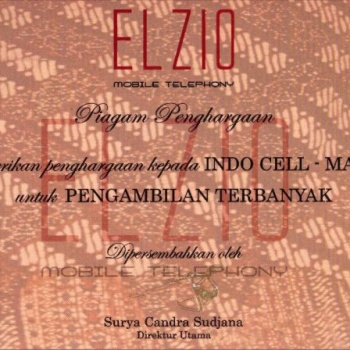 ELZIO
MOBILE TELEPHONY
Piagam Penghargaan
erikan penghargaan kepada INDO CELL - MA
untuk PENGAMBILAN TERBANYAK
ELZIO
Dipersembahkan oleh
MOBILE TELEPHONY
Surya Candra Sudjana
Direktur Utama